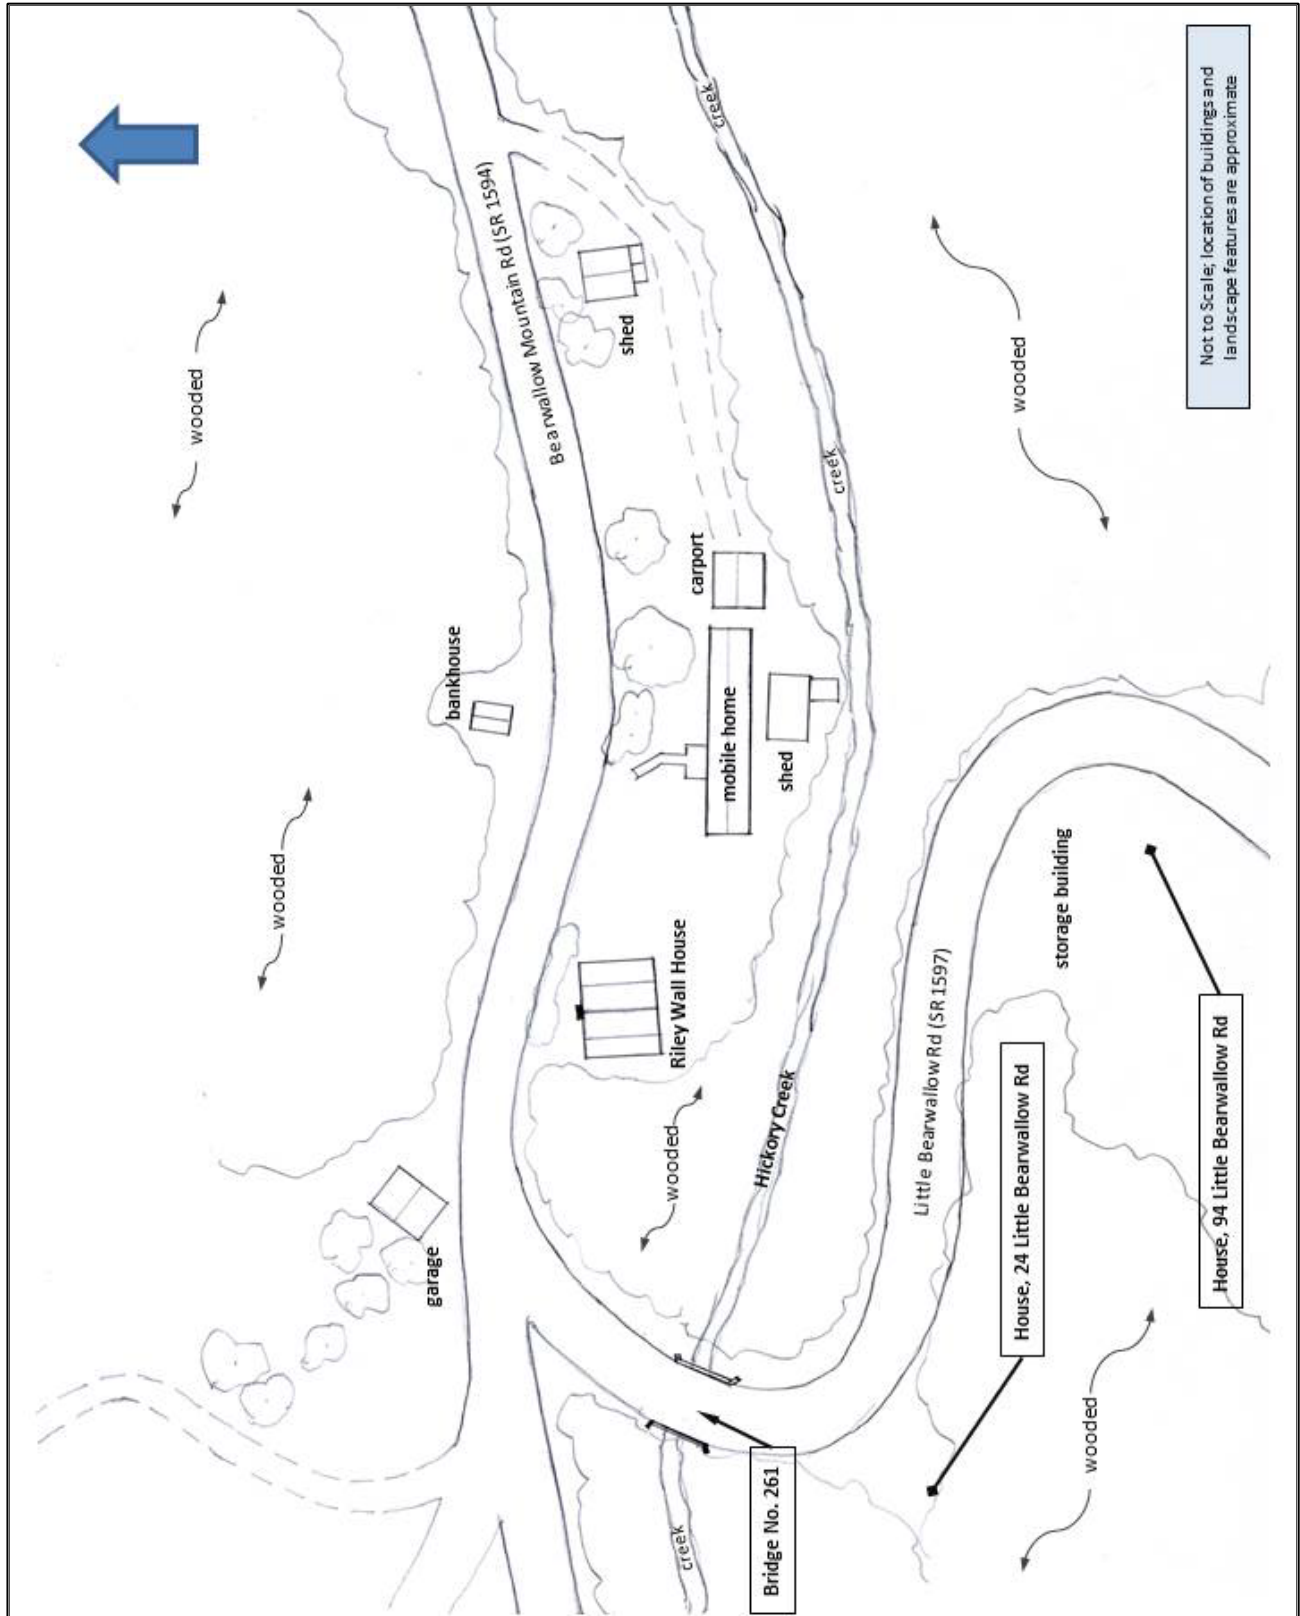 Not to Scale; location of buildings and
landscape features are approximate
creek
Bearwallow Mountain Rd (SR 1594)
shed
wooded
wooded
creek
carport
bankhouse
mobile home
shed
wooded
storage building
Riley Wall House
Little Bearwallow Rd (SR 1597)
House, 94 Little Bearwallow Rd
House, 24 Little Bearwallow Rd
Hickory Creek
wooded
garage
wooded
Bridge No. 261
creek